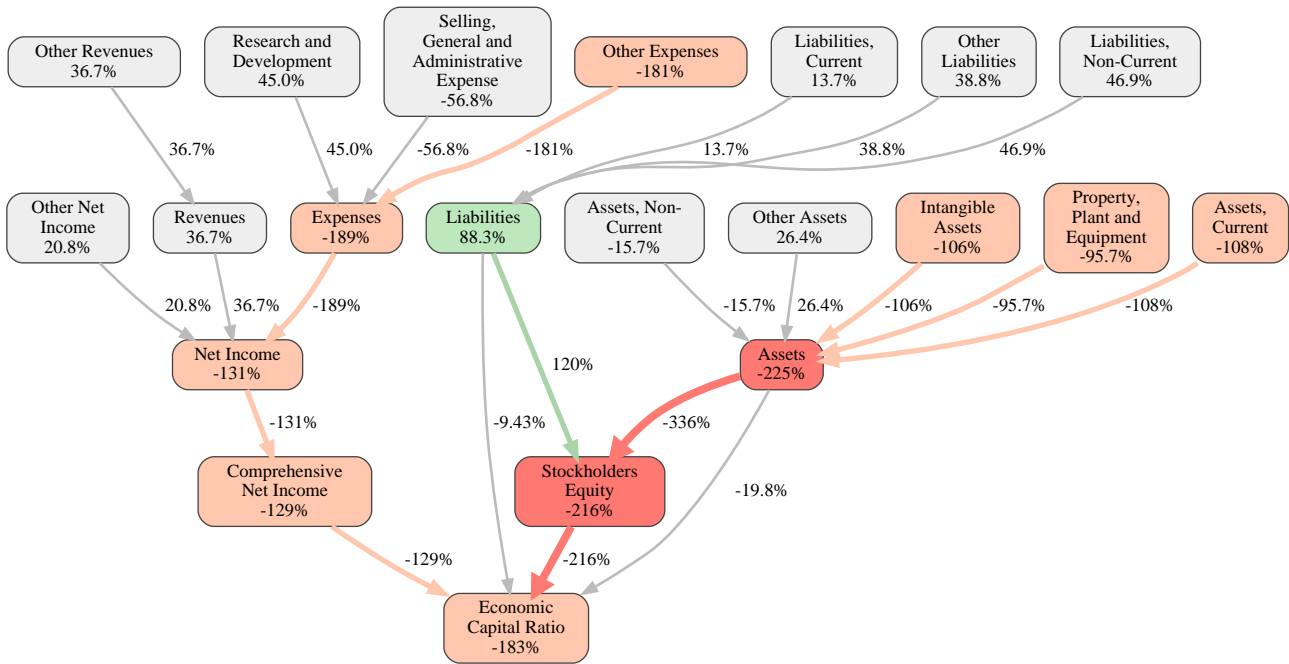 Other Revenues
36.7%
Research and
Development
45.0%
Selling,
General and
Administrative
Expense
-56.8%
Other Expenses
-181%
Liabilities,
Current
13.7%
Other
Liabilities
38.8%
Liabilities,
Non-Current
46.9%
36.7%
45.0%
-56.8%
-181%
13.7%
38.8%
46.9%
Other Net
Income
20.8%
Revenues
36.7%
Expenses
-189%
Liabilities
88.3%
Assets, Non-
Current
-15.7%
Other Assets
26.4%
Intangible
Assets
-106%
Property,
Plant and
Equipment
-95.7%
Assets,
Current
-108%
20.8%
36.7%
-189%
-15.7%
26.4%
-106%
-95.7%
-108%
Net Income
-131%
120%
Assets
-225%
-131%
-9.43%
-336%
Comprehensive
Net Income
-129%
Stockholders
Equity
-216%
-19.8%
-129%
-216%
Economic
Capital Ratio
-183%